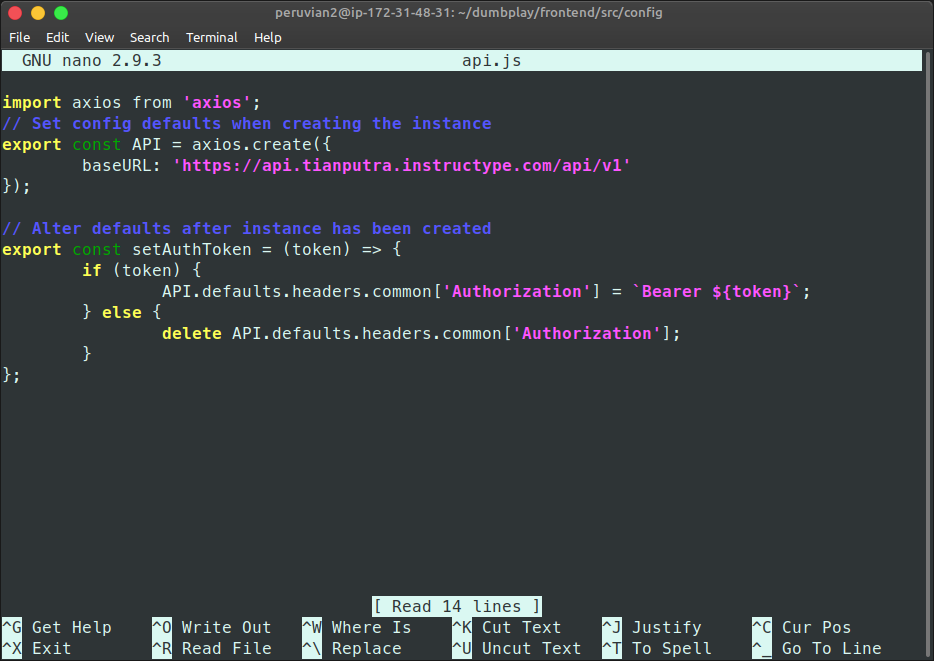 peruvian2@ip-172-31-48-31: ~/dumbplay/frontend/src/config
File Edit View Search Terminal Help
GNU nano 2.9.3 api.js
import axios from 'axios';
// Set config defaults when creating the instance
export const API = axios.create({
        baseURL: 'https://api.tianputra.instructype.com/api/v1'
});
// Alter defaults after instance has been created
export const setAuthToken = (token) => {
        if (token) {
                API.defaults.headers.common['Authorization'] = `Bearer ${token}`;
        } else {
                delete API.defaults.headers.common['Authorization'];
        }
};
[ Read 14 lines ]
^G Get Help ^O Write Out ^W Where Is ^K Cut Text ^J Justify ^C Cur Pos
^X Exit ^R Read File ^\ Replace ^U Uncut Text ^T To Spell ^_ Go To Line